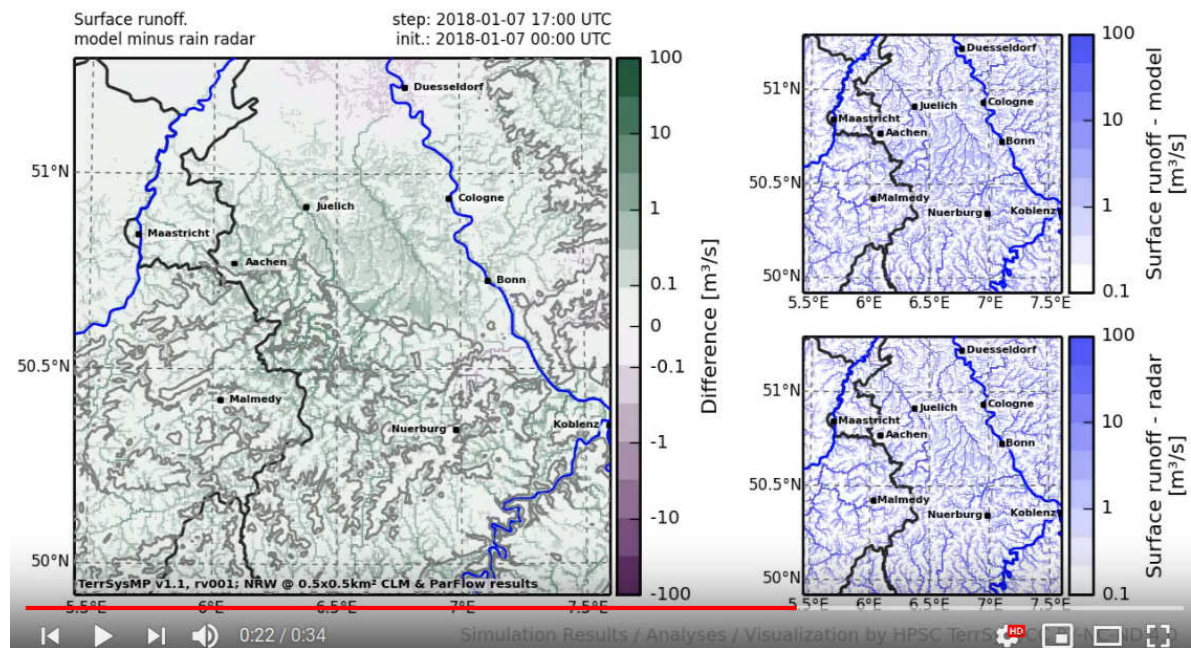 Surface runoff.
model minus rain radar
step: 2018-01-07 17:00 UTC
init.: 2018-01-07 00:00 UTC
Duesseldorf
51°N
Juelich
Cologne
Maastricht
Aachen
Bonn
50.5°N
Malmedy
Nuerburg
Koblenz
50°N
TerrSysMP v1.1, rv001; NRW @ 0.5x0.5km² CLM & ParFlow results
5.5°E
6°E
6.5°E
7°E
7.5°E
100
10
1
0.1
0
-0.1
-1
-10
-100
Difference [m³/s]
Duesseldorf
51°N
Juelich
Cologne
Maastricht
Aachen
Bonn
50.5°N
Malmedy
Nuerburg
Koblenz
50°N
5.5°E
6°E
6.5°E
7°E
7.5°E
100
10
1
0.1
Surface runoff - model
[m³/s]
Duesseldorf
51°N
Juelich
Cologne
Maastricht
Aachen
Bonn
50.5°N
Malmedy
Nuerburg
Koblenz
50°N
5.5°E
6°E
6.5°E
7°E
7.5°E
100
10
1
0.1
Surface runoff - radar
[m³/s]
0:22 / 0:34
Simulation Results / Analyses / Visualization by HPSC TerrS
HD